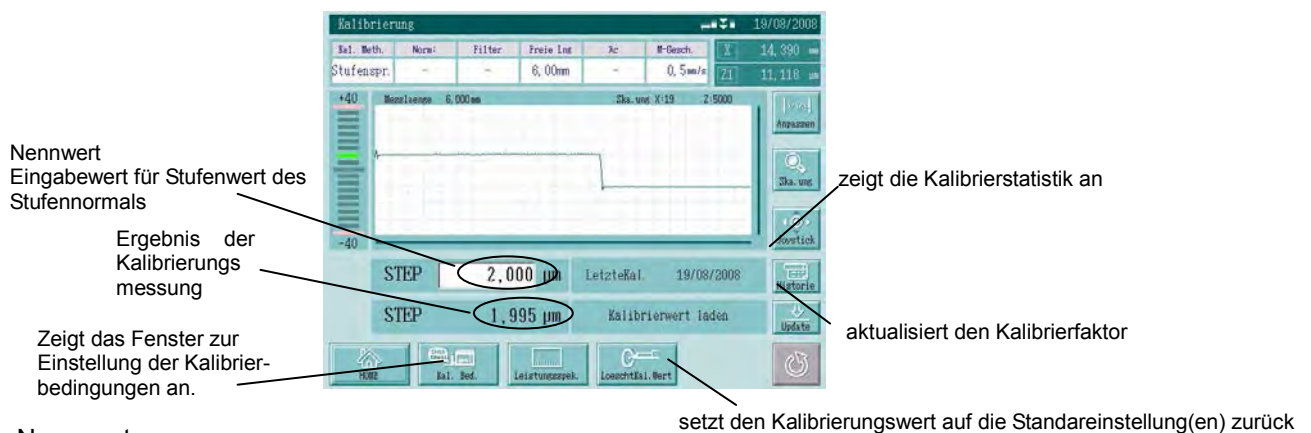 Kalibrierung
19/08/2008
Kal. Meth. Norm: Filter Freie Lng λc M-Gesch. X 14,390 mm
Stufenspr. - - 6,00mm - 0,5mm/s Z1 11,118 µm
+40 Messlaenge 6,000mm Ska.ung X:19 Z:5000
Anpassen
Nennwert
Eingabewert für Stufenwert des
Stufennormals
Ska.ung
zeigt die Kalibrierstatistik an
Ergebnis der
Kalibrierungs
messung
-40
Joystick
STEP 2,000 µm LetzteKal. 19/08/2008
Historie
STEP 1,995 µm Kalibrierwert laden
Update
aktualisiert den Kalibrierfaktor
Zeigt das Fenster zur
Einstellung der Kalibrier-
bedingungen an.
HOME Kal. Bed. Leistungsspek. LoeschtKal.Wert
setzt den Kalibrierungswert auf die Standareinstellung(en) zurück